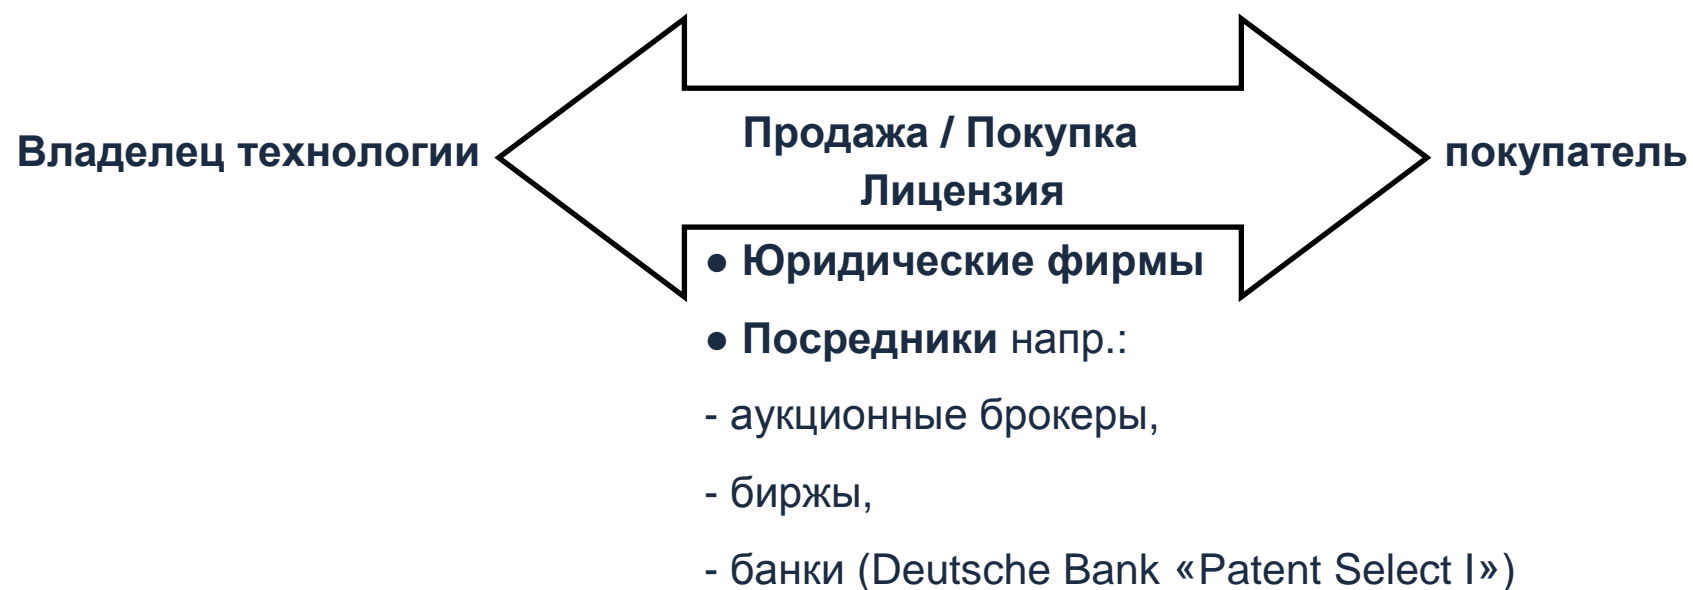 Владелец технологии
Продажа / Покупка
Лицензия
покупатель
● Юридические фирмы
● Посредники напр.:
- аукционные брокеры,
- биржы,
- банки (Deutsche Bank «Patent Select I»)